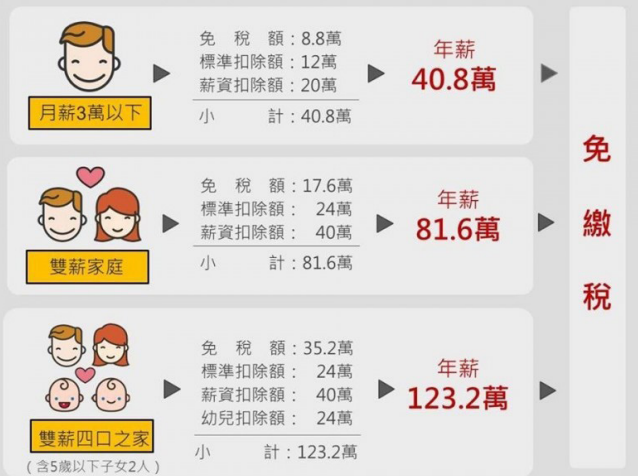 月薪3萬以下
免 稅 額：8.8萬
標準扣除額：12萬
薪資扣除額：20萬
小 計：40.8萬
年薪
40.8萬
雙薪家庭
免 稅 額：17.6萬
標準扣除額： 24萬
薪資扣除額： 40萬
小 計：81.6萬
年薪
81.6萬
雙薪四口之家
(含5歲以下子女2人)
免 稅 額：35.2萬
標準扣除額： 24萬
薪資扣除額： 40萬
幼兒扣除額： 24萬
小 計：123.2萬
年薪
123.2萬
免
繳
稅